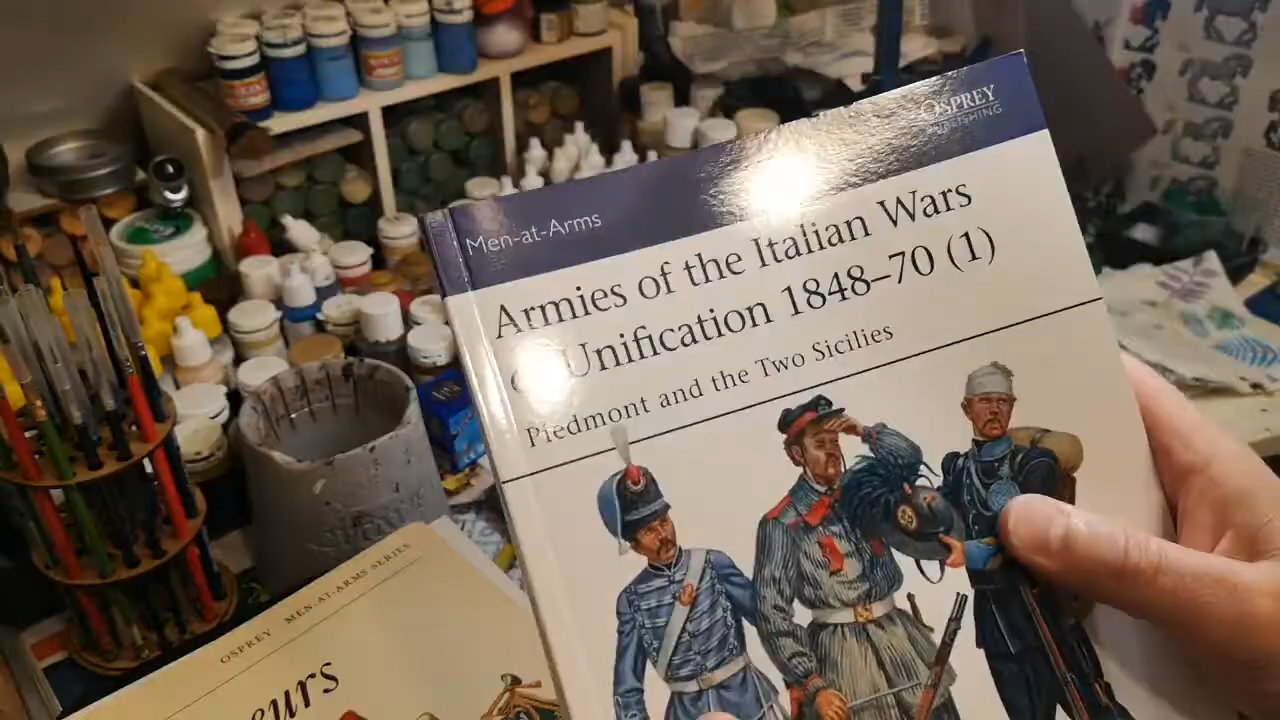 OSPREY
PUBLISHING
Men-at-Arms
Armies of the Italian Wars
Unification 1848–70 (1)
Piedmont and the Two Sicilies
OSPREY MEN-AT-ARMS SERIES